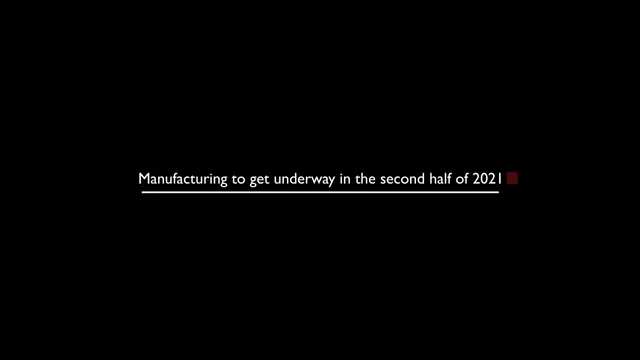 Manufacturing to get underway in the second half of 2021